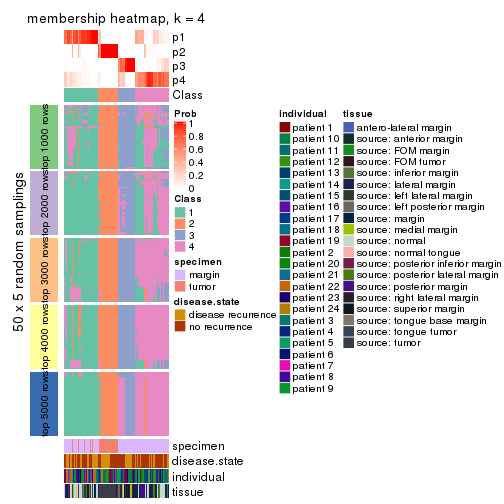 membership heatmap, k = 4
p1
p2
p3
p4
Class
50 x 5 random samplings
top 1000 rows
top 2000 rows
top 3000 rows
top 4000 rows
top 5000 rows
specimen
disease.state
individual
tissue
Prob
1
0.8
0.6
0.4
0.2
0
Class
1
2
3
4
specimen
margin
tumor
disease.state
disease recurrence
no recurrence
individual
patient 1
patient 10
patient 11
patient 12
patient 13
patient 14
patient 15
patient 16
patient 17
patient 18
patient 19
patient 2
patient 20
patient 21
patient 22
patient 23
patient 24
patient 3
patient 4
patient 5
patient 6
patient 7
patient 8
patient 9
tissue
antero-lateral margin
source: anterior margin
source: FOM margin
source: FOM tumor
source: inferior margin
source: lateral margin
source: left lateral margin
source: left posterior margin
source: margin
source: medial margin
source: normal
source: normal tongue
source: posterior inferior margin
source: posterior lateral margin
source: posterior margin
source: right lateral margin
source: superior margin
source: tongue base margin
source: tongue tumor
source: tumor